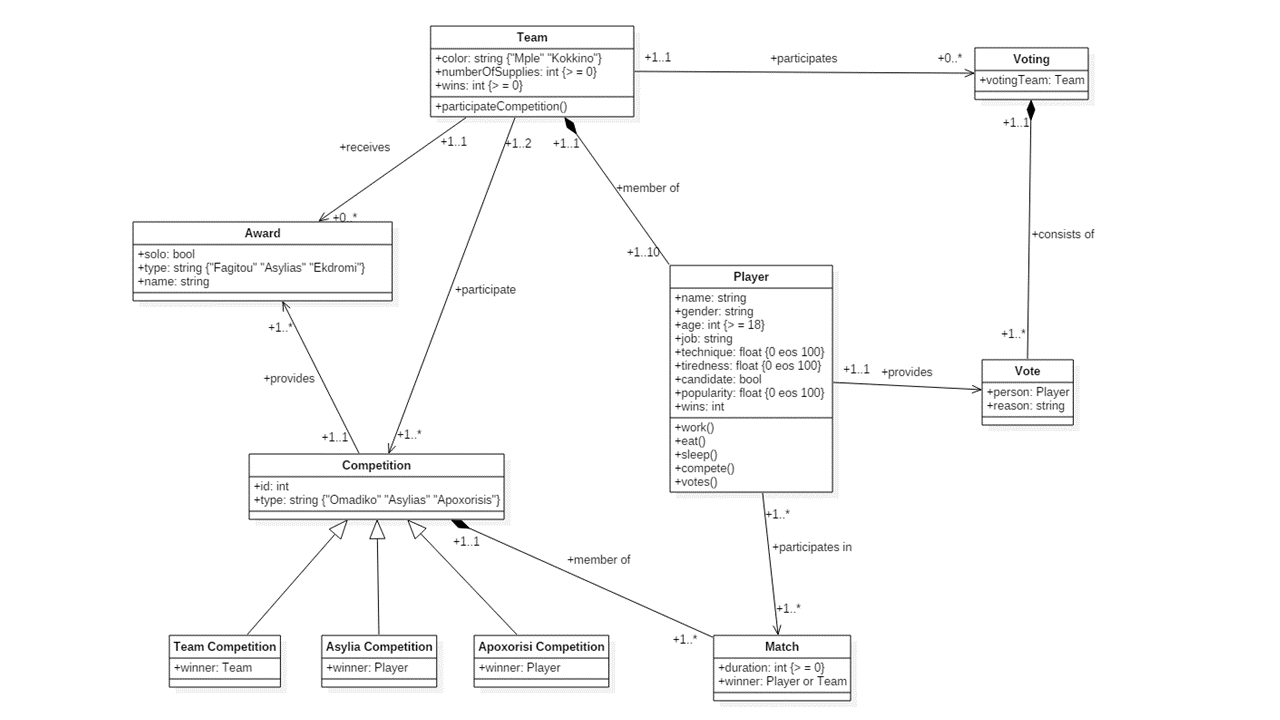 Team
+color: string {"Mple" "Kokkino"}
+numberOfSupplies: int {> = 0}
+wins: int {> = 0}
+participateCompetition()
+1..1
+participates
+0..*
Voting
+votingTeam: Team
+receives
+1..1
+1..2
+1..1
+1..1
+member of
+0..*
+1..10
+consists of
Award
+solo: bool
+type: string {"Fagitou" "Asylias" "Ekdromi"}
+name: string
+participate
Player
+name: string
+gender: string
+age: int {> = 18}
+job: string
+technique: float {0 eos 100}
+tiredness: float {0 eos 100}
+candidate: bool
+popularity: float {0 eos 100}
+wins: int
+work()
+eat()
+sleep()
+compete()
+votes()
+1..*
+1..1
+provides
Vote
+person: Player
+reason: string
+1..*
+provides
+1..1
+1..*
Competition
+id: int
+type: string {"Omadiko" "Asylias" "Apoxorisis"}
+1..1
+member of
+1..*
+1..*
+participates in
+1..*
Team Competition
+winner: Team
Asylia Competition
+winner: Player
Apoxorisi Competition
+winner: Player
Match
+duration: int {> = 0}
+winner: Player or Team